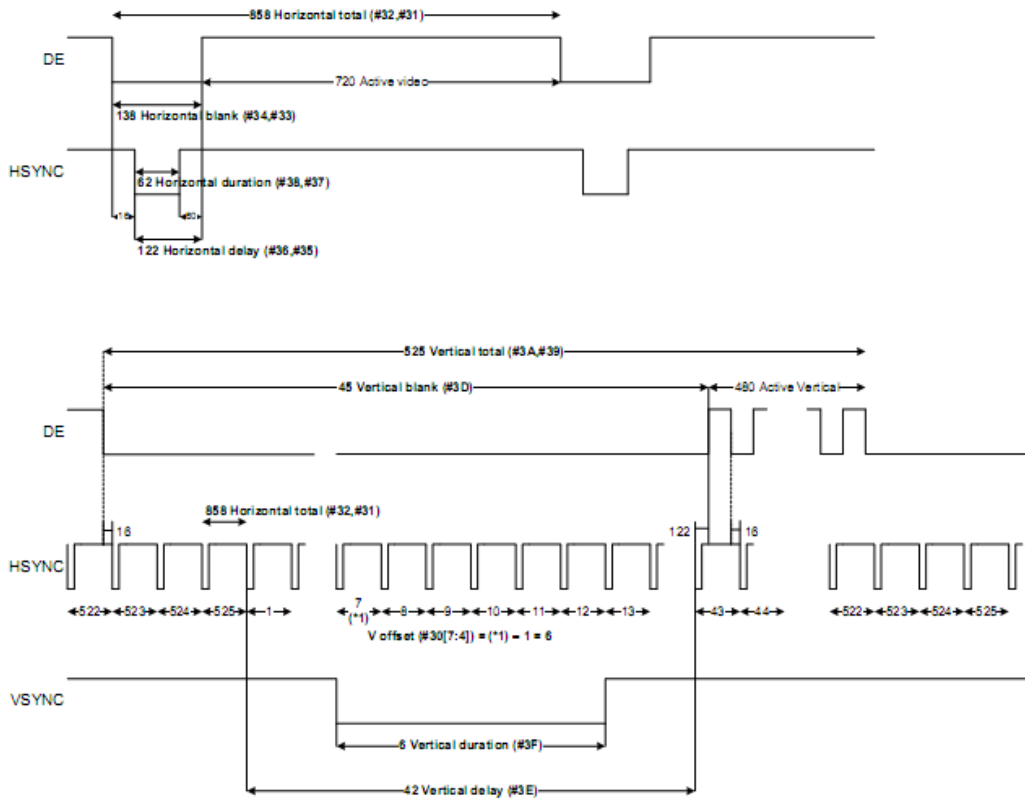 858 Horizontal total (#32,#31)
DE
720 Active video
138 Horizontal blank (#34,#33)
HSYNC
62 Horizontal duration (#38,#37)
16 60
122 Horizontal delay (#36,#35)
525 Vertical total (#3A,#39)
45 Vertical blank (#3D) 480 Active Vertical
DE
858 Horizontal total (#32,#31)
16 122 16
HSYNC
522 523 524 525 1 7 8 9 10 11 12 13 43 44 522 523 524 525
(*1)
V offset (#30[7:4]) = (*1) – 1 = 6
VSYNC
6 Vertical duration (#3F)
42 Vertical delay (#3E)